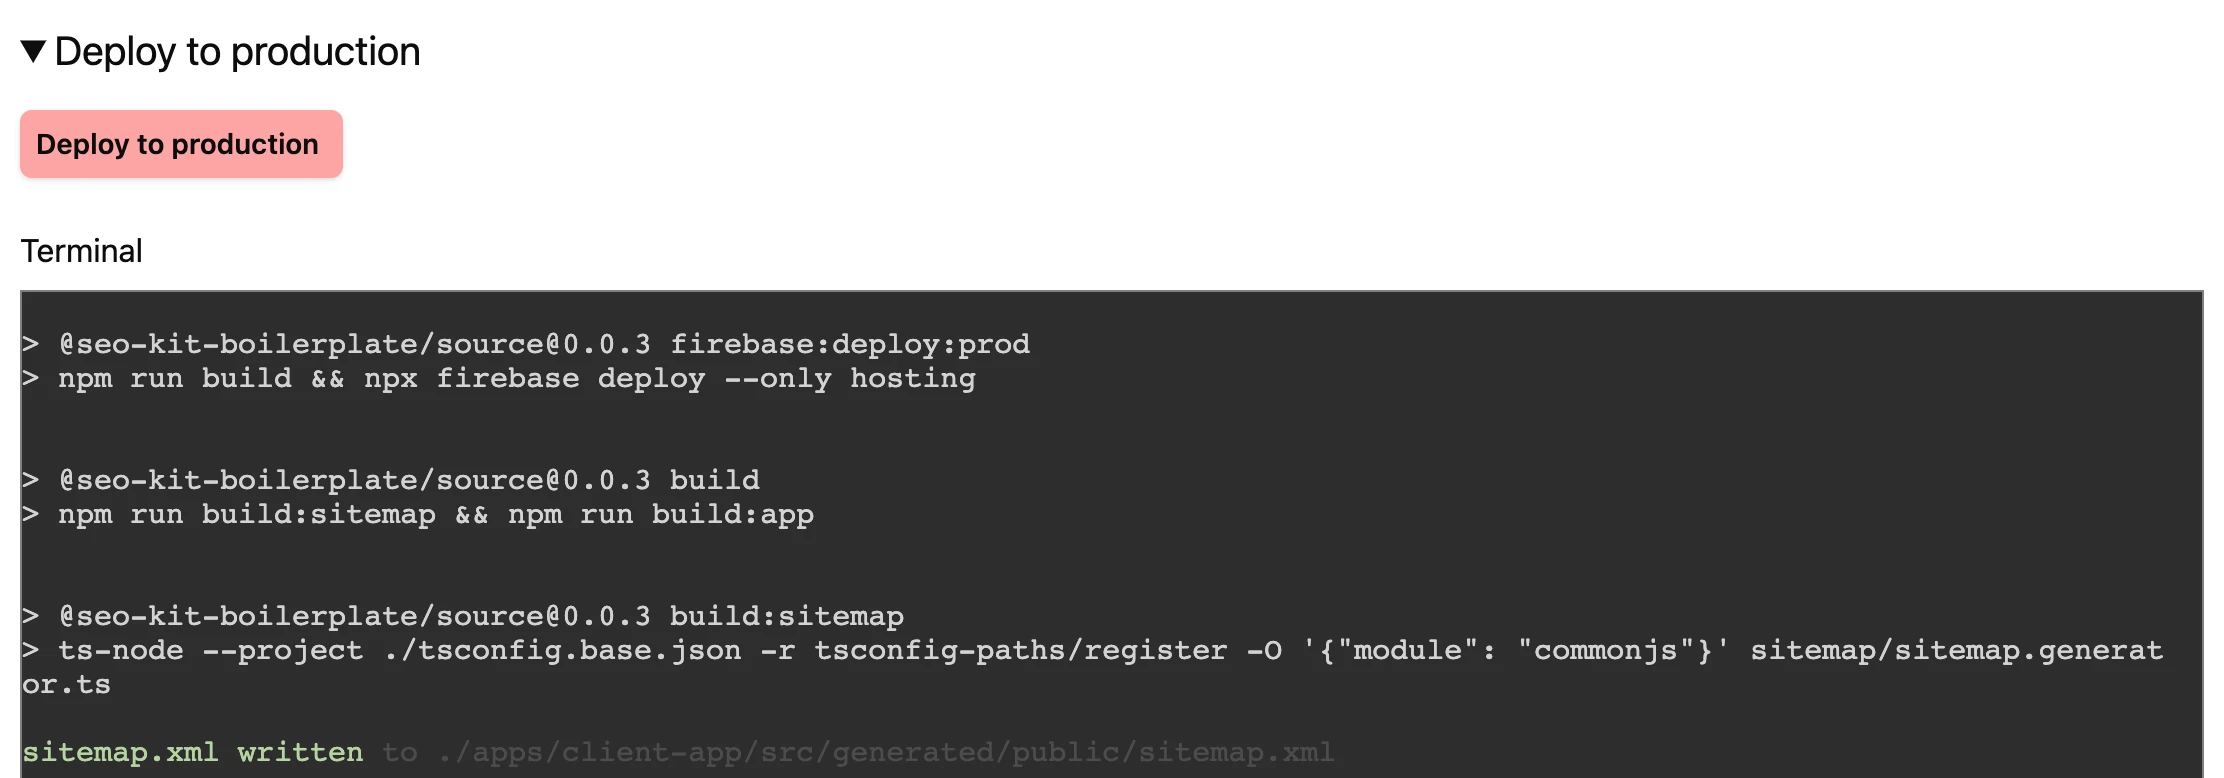 ▼ Deploy to production
Deploy to production
Terminal
> @seo-kit-boilerplate/source@0.0.3 firebase:deploy:prod
> npm run build && npx firebase deploy --only hosting
> @seo-kit-boilerplate/source@0.0.3 build
> npm run build:sitemap && npm run build:app
> @seo-kit-boilerplate/source@0.0.3 build:sitemap
> ts-node --project ./tsconfig.base.json -r tsconfig-paths/register -O '{"module": "commonjs"}' sitemap/sitemap.generat
or.ts
sitemap.xml written to ./apps/client-app/src/generated/public/sitemap.xml